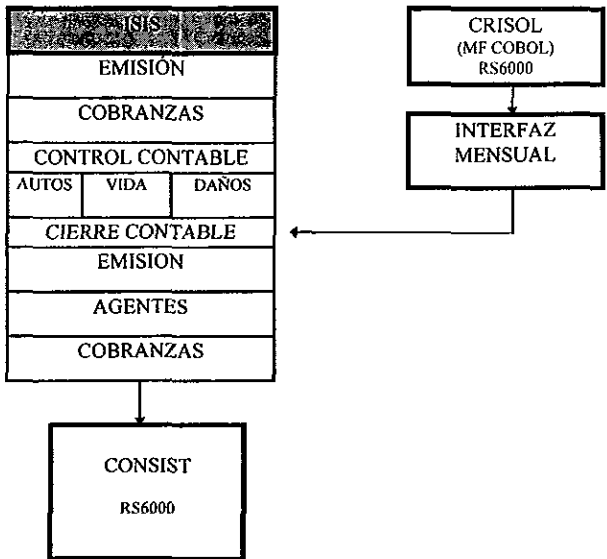 ISIS
EMISIÓN
COBRANZAS
CONTROL CONTABLE
AUTOS VIDA DAÑOS
CIERRE CONTABLE
EMISION
AGENTES
COBRANZAS
CONSIST
RS6000
CRISOL
(MF COBOL)
RS6000
INTERFAZ
MENSUAL